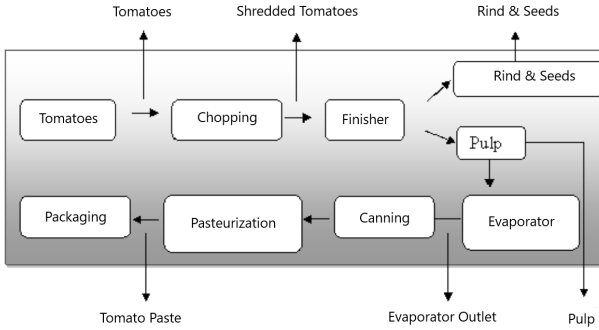 Tomatoes
Shredded Tomatoes
Rind & Seeds
Rind & Seeds
Tomatoes
Chopping
Finisher
Pulp
Packaging
Pasteurization
Canning
Evaporator
Tomato Paste
Evaporator Outlet
Pulp